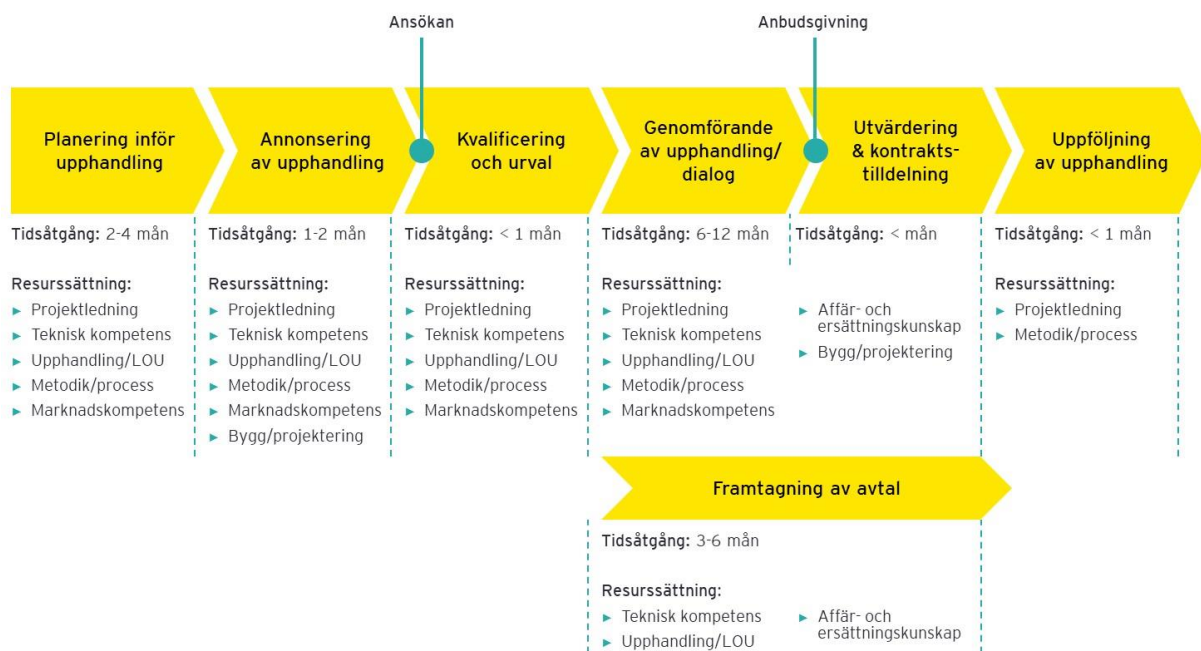 Ansökan
Anbudsgivning
Planering inför
upphandling
Annonsering
av upphandling
Kvalificering
och urval
Genomförande
av upphandling/
dialog
Utvärdering
& kontrakts-
tilldelning
Uppföljning
av upphandling
Tidsåtgång: 2-4 mån
Resurssättning:
Projektledning
Teknisk kompetens
Upphandling/LOU
Metodik/process
Marknadskompetens
Tidsåtgång: 1-2 mån
Resurssättning:
Projektledning
Teknisk kompetens
Upphandling/LOU
Metodik/process
Marknadskompetens
Bygg/projektering
Tidsåtgång: < 1 mån
Resurssättning:
Projektledning
Teknisk kompetens
Upphandling/LOU
Metodik/process
Marknadskompetens
Tidsåtgång: 6-12 mån
Resurssättning:
Projektledning
Teknisk kompetens
Upphandling/LOU
Metodik/process
Marknadskompetens
Tidsåtgång: < mån
Affär- och
ersättningskunskap
Bygg/projektering
Tidsåtgång: < 1 mån
Resurssättning:
Projektledning
Metodik/process
Framtagning av avtal
Tidsåtgång: 3-6 mån
Resurssättning:
Teknisk kompetens
Upphandling/LOU
Affär- och
ersättningskunskap